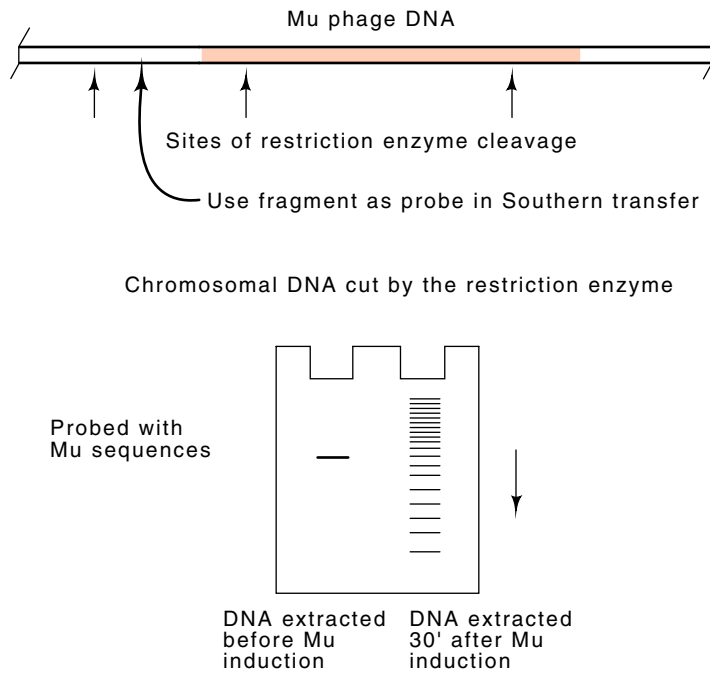 Mu phage DNA
Sites of restriction enzyme cleavage
Use fragment as probe in Southern transfer
Chromosomal DNA cut by the restriction enzyme
Probed with
Mu sequences
DNA extracted
before Mu
induction
DNA extracted
30' after Mu
induction